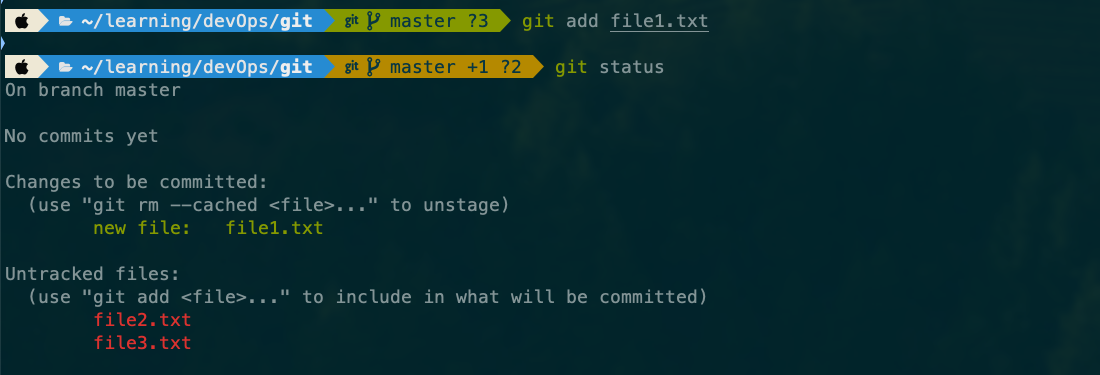 ~/learning/devOps/git git master ?3 git add file1.txt
~/learning/devOps/git git master +1 ?2 git status
On branch master
No commits yet
Changes to be committed:
(use "git rm --cached <file>..." to unstage)
new file: file1.txt
Untracked files:
(use "git add <file>..." to include in what will be committed)
file2.txt
file3.txt